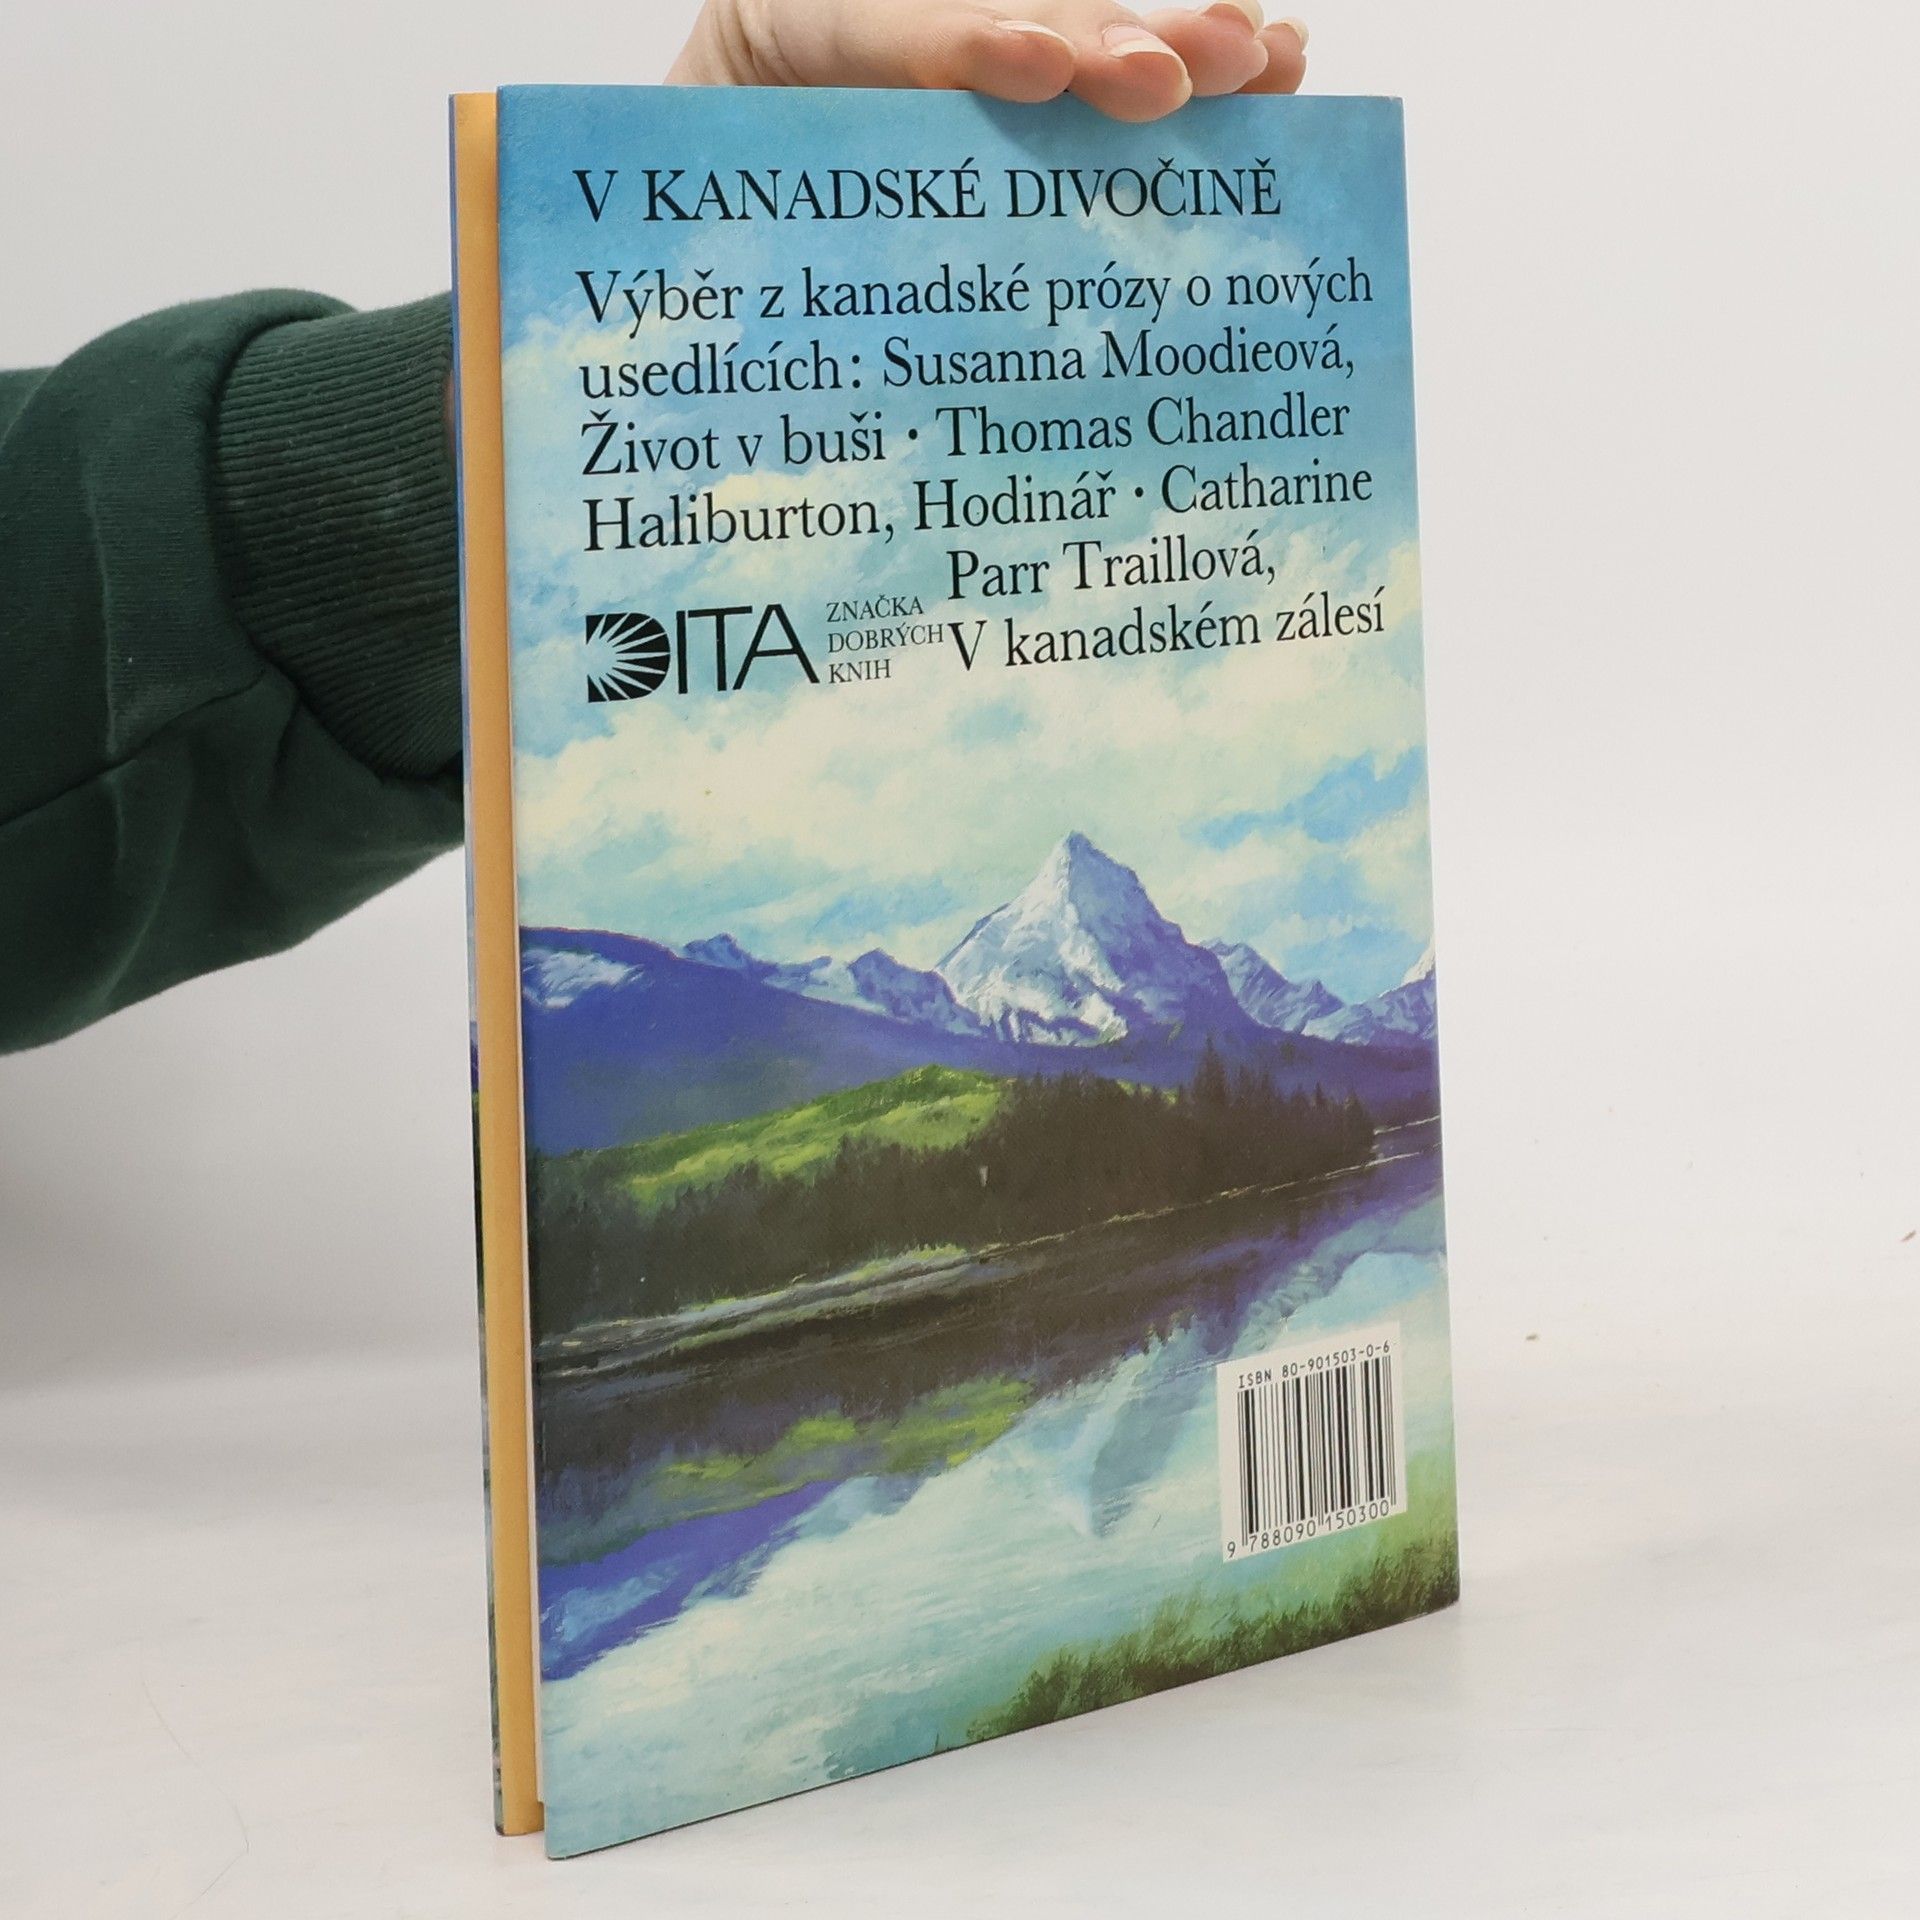 V KANADSKÉ DIVOČINĚ
Výběr z kanadské prózy o nových
usedlících: Susanna Moodieová,
Život v buši · Thomas Chandler
Haliburton, Hodinář · Catharine
Parr Traillová,
V kanadském zálesí
DITA
ZNAČKA
DOBRÝCH
KNIH
ISBN 80-901503-0-6
9 788090 150300